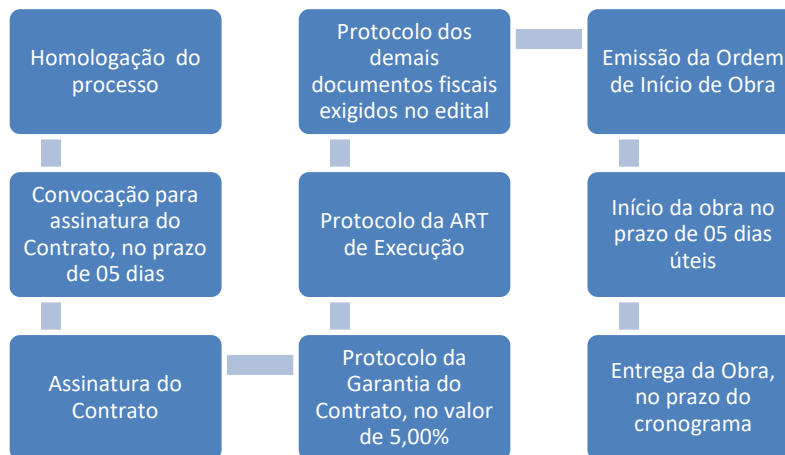 Homologação do
processo
Convocação para
assinatura do
Contrato, no prazo
de 05 dias
Assinatura do
Contrato
Protocolo da
Garantia do
Contrato, no valor
de 5,00%
Protocolo da ART
de Execução
Protocolo dos
demais
documentos fiscais
exigidos no edital
Emissão da Ordem
de Início de Obra
Início da obra no
prazo de 05 dias
úteis
Entrega da Obra,
no prazo do
cronograma